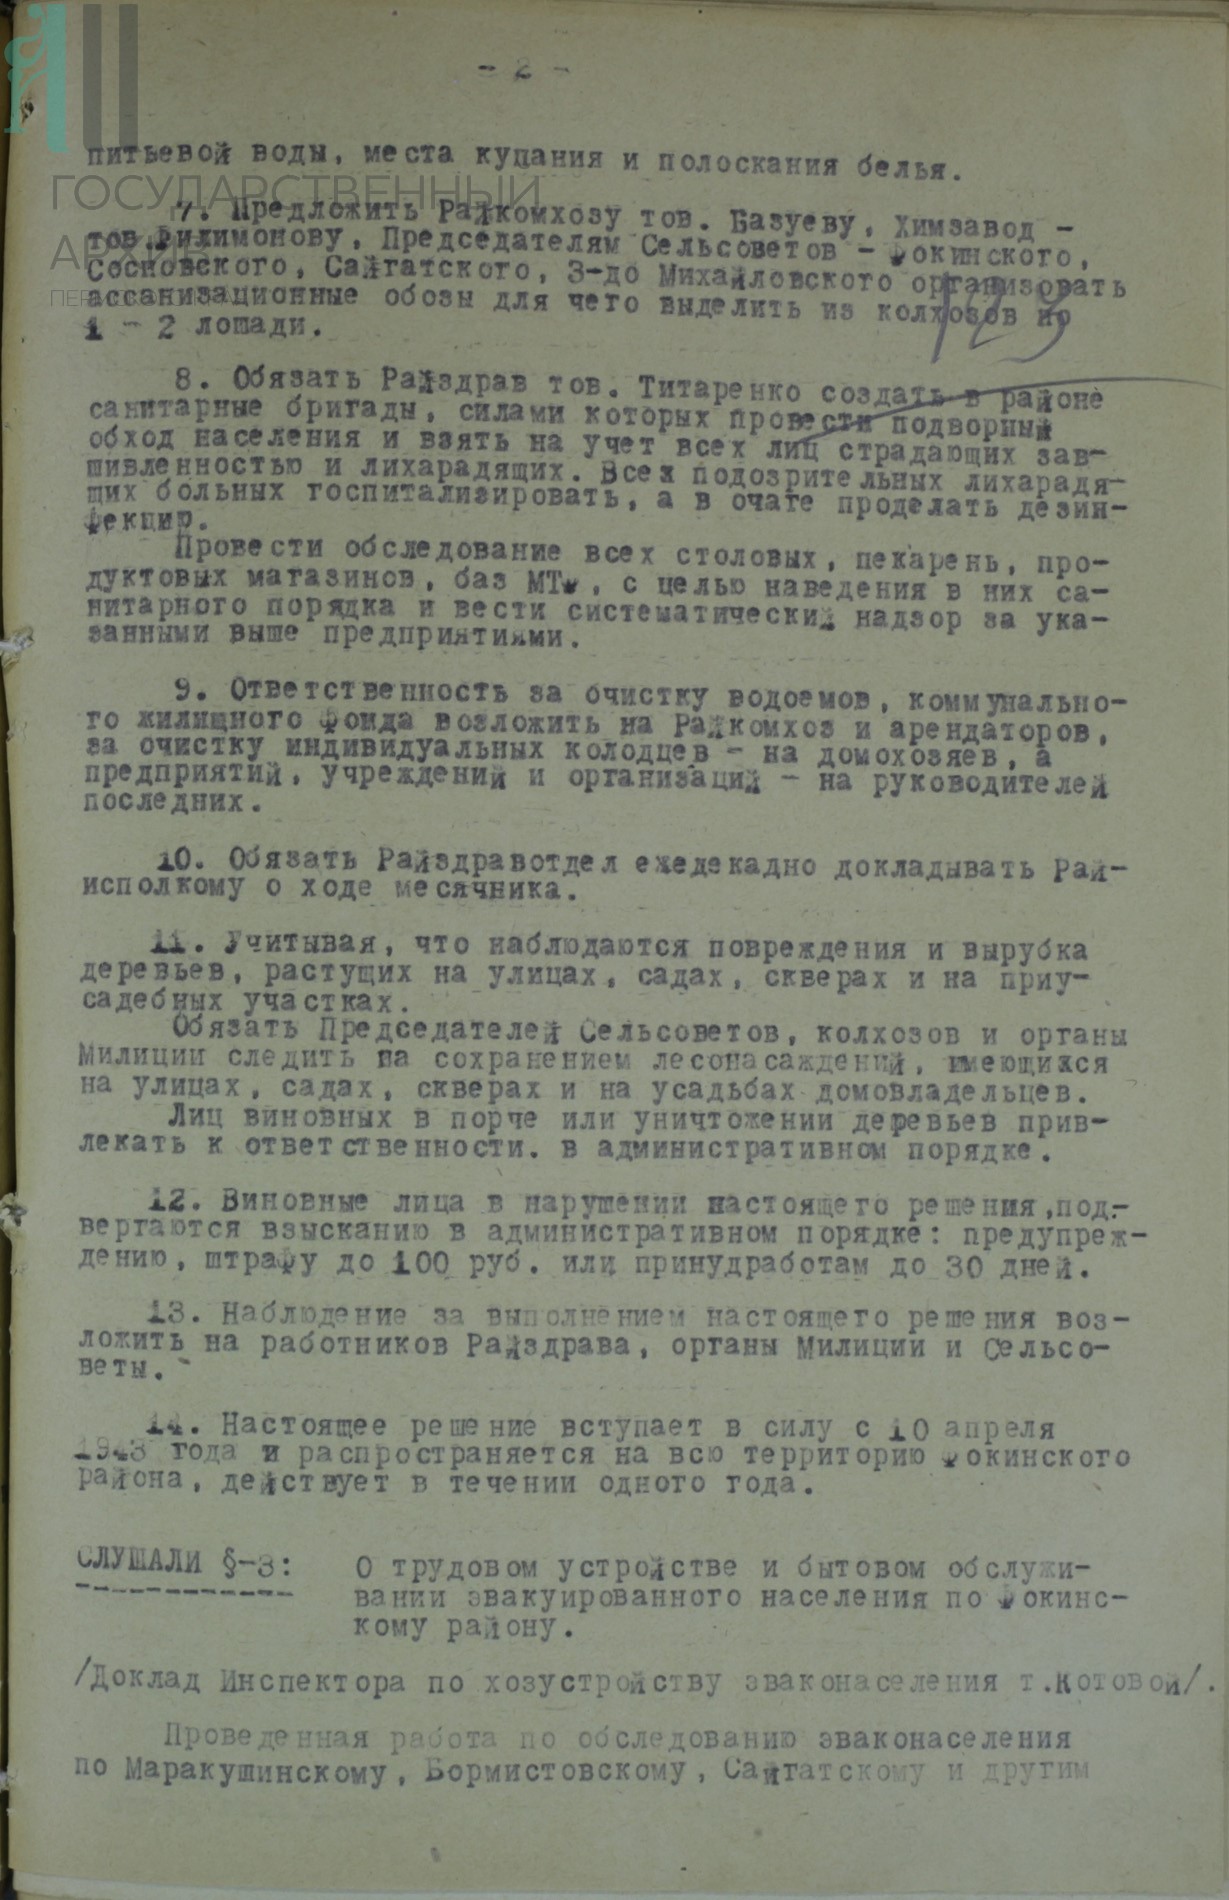 - 2 -
питьевой воды, места купания и полоскания белья.
ГОСУДАРСТВЕННЫЙ
АРХИВ
7. Предложить Райкомхозу тов. Базуеву, Химзавод -
тов.Филимонову, Председателям Сельсоветов - Фокинского,
Сосновского, Сайгатского, 3-до Михайловского организовать
ассанизационные обозы для чего выделить из колхозов по
1 - 2 лошади.
8. Обязать Райздрав тов. Титаренко создать в районе
санитарные бригады, силами которых провести подворный
обход населения и взять на учет всех лиц страдающих зав-
шивленностью и лихарадящих. Всех подозрительных лихарадя-
щих больных госпитализировать, а в очаге проделать дезин-
фекцию.
Провести обследование всех столовых, пекарень, про-
дуктовых магазинов, баз с целью наведения в них са-
нитарного порядка и вести систематический надзор за ука-
занными выше предприятиями.
9. Ответственность за очистку водоемов, коммунально-
го жилищного фонда возложить на Райкомхоз и арендаторов,
за очистку индивидуальных колодцев - на домохозяев, а
предприятий, учреждений и организаций - на руководителей
последних.
10. Обязать Райздравотдел ежедекадно докладывать Рай-
исполкому о ходе месячника.
11. Учитывая, что наблюдаются повреждения и вырубка
деревьев, растущих на улицах, садах, скверах и на приу-
садебных участках.
Обязать Председателей Сельсоветов, колхозов и органы
Милиции следить за сохранением лесонасаждений, имеющихся
на улицах, садах, скверах и на усадьбах домовладельцев.
Лиц виновных в порче или уничтожении деревьев прив-
лекать к ответственности. в административном порядке.
12. Виновные лица в нарушении настоящего решения,под-
вергаются взысканию в административном порядке: предупреж-
дению, штрафу до 100 руб. или принудработам до 30 дней.
13. Наблюдение за выполнением настоящего решения воз-
ложить на работников Райздрава, органы Милиции и Сельсо-
веты.
14. Настоящее решение вступает в силу с 10 апреля
1943 года и распространяется на всю территорию Фокинского
района, действует в течении одного года.
СЛУШАЛИ §-3: О трудовом устройстве и бытовом обслужи-
вании эвакуированного населения по Фокинс-
кому району.
/Доклад Инспектора по хозустройству эваконаселения т.Котовой/.
Проведенная работа по обследованию эваконаселения
по Маракушинскому, Бормистовскому, Сайгатскому и другим